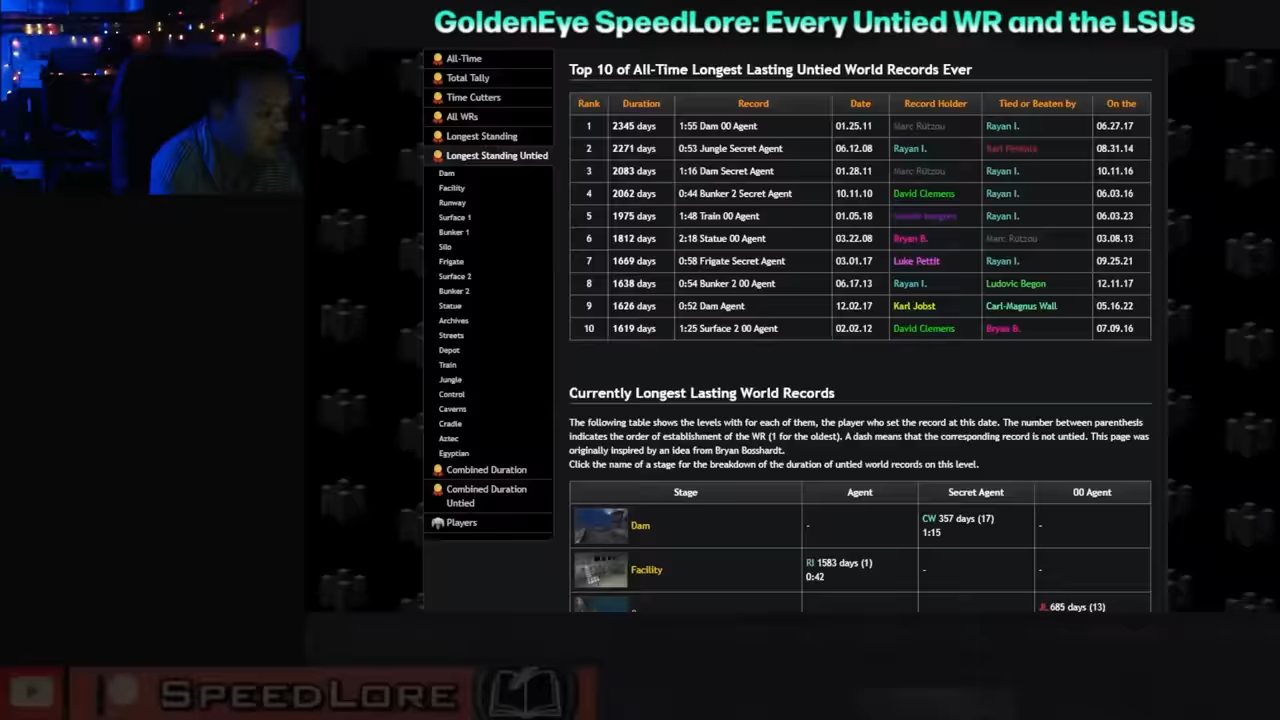 GoldenEye SpeedLore: Every Untied WR and the LSUs
All-Time
Total Tally
Time Cutters
All WRs
Longest Standing
Longest Standing Untied
Dam
Facility
Runway
Surface 1
Bunker 1
Silo
Frigate
Surface 2
Bunker 2
Statue
Archives
Streets
Depot
Train
Jungle
Control
Caverns
Cradle
Aztec
Egyptian
Combined Duration
Combined Duration
Untied
Players
Top 10 of All-Time Longest Lasting Untied World Records Ever
Rank Duration Record Date Record Holder Tied or Beaten by On the
1 2345 days 1:55 Dam 00 Agent 01.25.11 Marc Rützou Rayan I. 06.27.17
2 2271 days 0:53 Jungle Secret Agent 06.12.08 Rayan I. 08.31.14
3 2083 days 1:16 Dam Secret Agent 01.28.11 Marc Rützou Rayan I. 10.11.16
4 2062 days 0:44 Bunker 2 Secret Agent 10.11.10 David Clemens Rayan I. 06.03.16
5 1975 days 1:48 Train 00 Agent 01.05.18 Rayan I. 06.03.23
6 1812 days 2:18 Statue 00 Agent 03.22.08 Bryan B. Marc Rützou 03.08.13
7 1669 days 0:58 Frigate Secret Agent 03.01.17 Luke Pettit Rayan I. 09.25.21
8 1638 days 0:54 Bunker 2 00 Agent 06.17.13 Rayan I. Ludovic Begon 12.11.17
9 1626 days 0:52 Dam Agent 12.02.17 Karl Jobst Carl-Magnus Wall 05.16.22
10 1619 days 1:25 Surface 2 00 Agent 02.02.12 David Clemens Bryan B. 07.09.16
Currently Longest Lasting World Records
The following table shows the levels with for each of them, the player who set the record at this date. The number between parenthesis
indicates the order of establishment of the WR (1 for the oldest). A dash means that the corresponding record is not untied. This page was
originally inspired by an idea from Bryan Bosshardt.
Click the name of a stage for the breakdown of the duration of untied world records on this level.
Stage Agent Secret Agent 00 Agent
Dam - CW 357 days (17) -
1:15
Facility RI 1583 days (1) - -
0:42
JL 685 days (13)
SPEEDLORE